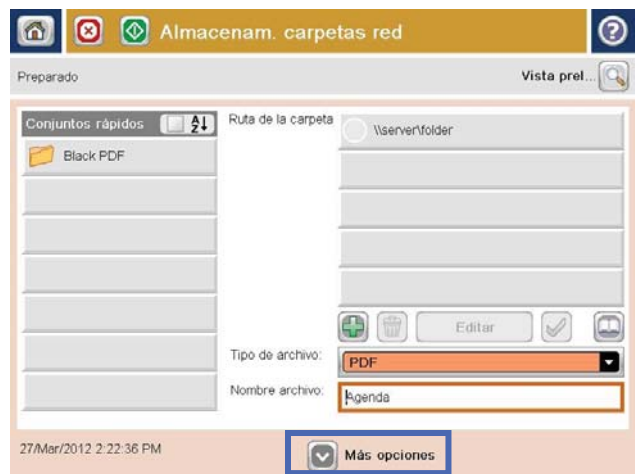 Almacenam. carpetas red
Preparado
Vista prel...
Conjuntos rápidos
Ruta de la carpeta
\\server\folder
Black PDF
Editar
Tipo de archivo:
PDF
Nombre archivo:
Agenda
27/Mar/2012 2:22:36 PM
Más opciones